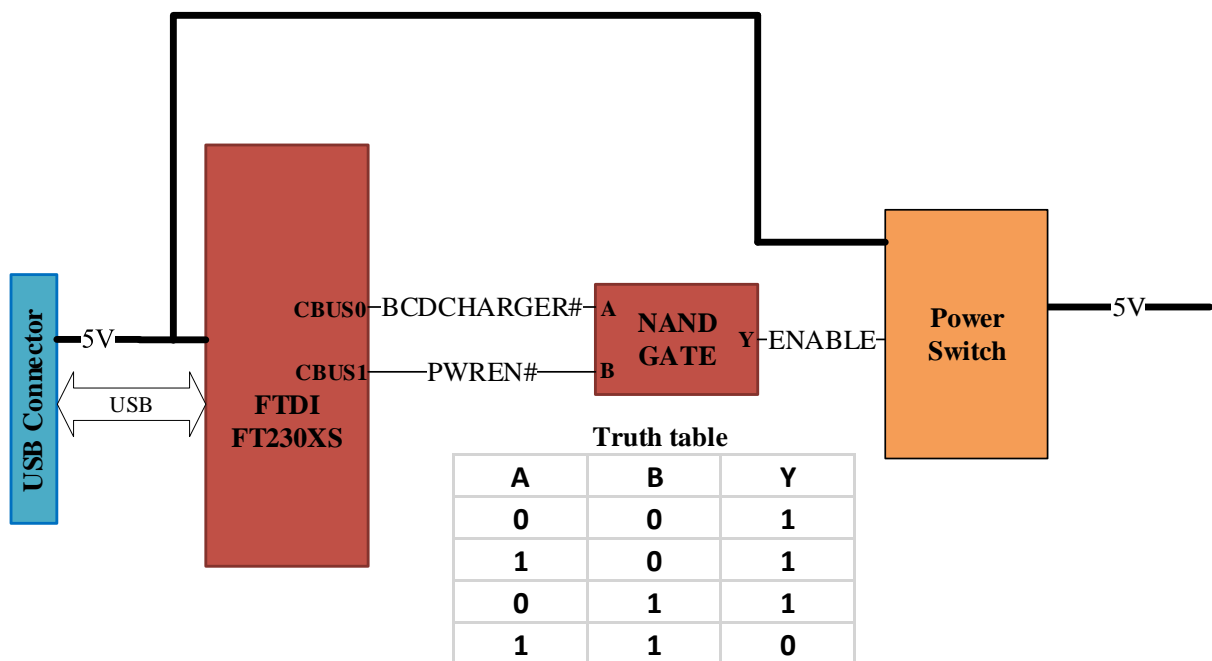 5V
USB
USB Connector
FTDI
FT230XS
CBUS0
CBUS1
BCDCHARGER#
PWREN#
A
B
NAND
GATE
Y
ENABLE
Power
Switch
5V
Truth table
A B Y
0 0 1
1 0 1
0 1 1
1 1 0